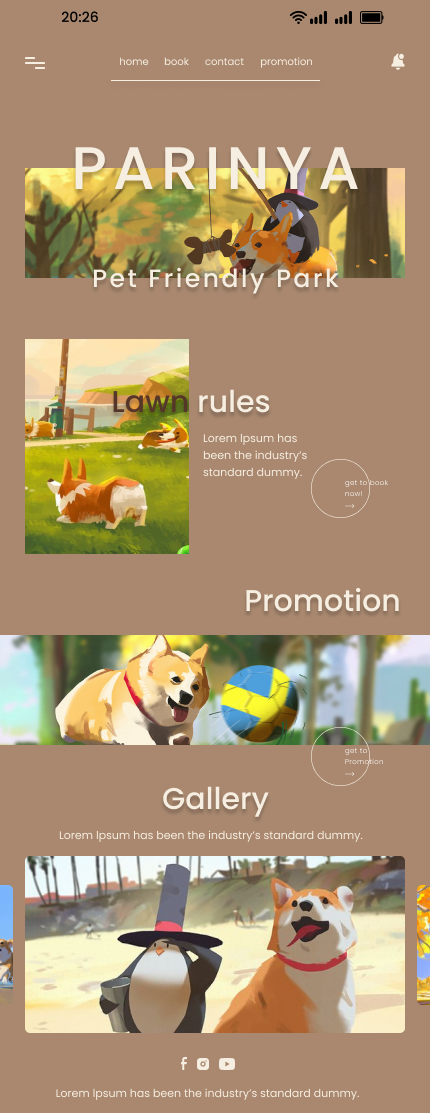 20:26
home book contact promotion
PARINYA
Pet Friendly Park
Lawn rules
Lorem Ipsum has
been the industry's
standard dummy.
get to book
now!
→
Promotion
get to
Promotion
→
Gallery
Lorem Ipsum has been the industry's standard dummy.
Lorem Ipsum has been the industry's standard dummy.